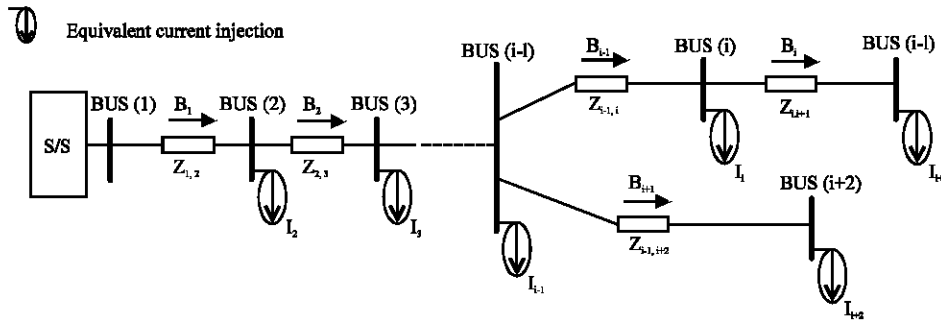 Equivalent current injection
BUS (i-l)
B_{i-1}
BUS (i)
B_i
BUS (i-l)
BUS (1)
B_1
BUS (2)
B_2
BUS (3)
S/S
Z_{i-1, i}
Z_{i,i+1}
Z_{1, 2}
Z_{2, 3}
I_1
B_{i+1}
BUS (i+2)
I_2
I_3
Z_{i-1, i+2}
I_{i-1}
I_{i+2}